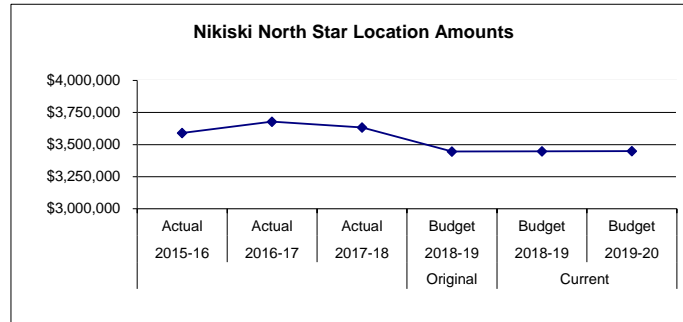 Nikiski North Star Location Amounts
$4,000,000
$3,750,000
$3,500,000
$3,250,000
$3,000,000
Actual Actual Actual Budget Budget Budget
2015-16 2016-17 2017-18 2018-19 2018-19 2019-20
Original Current